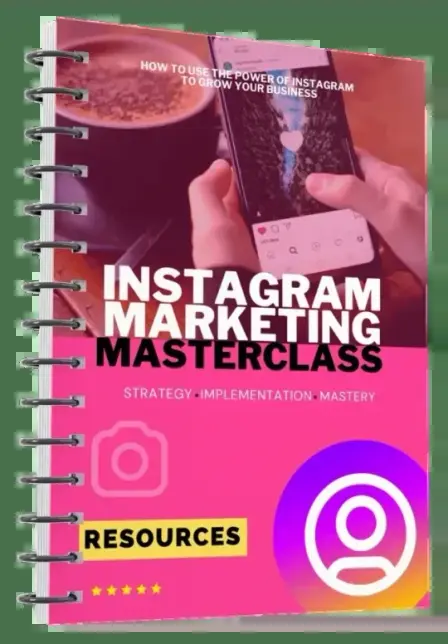 HOW TO USE THE POWER OF INSTAGRAM
TO GROW YOUR BUSINESS
INSTAGRAM
MARKETING
MASTERCLASS
STRATEGY•IMPLEMENTATION•MASTERY
RESOURCES